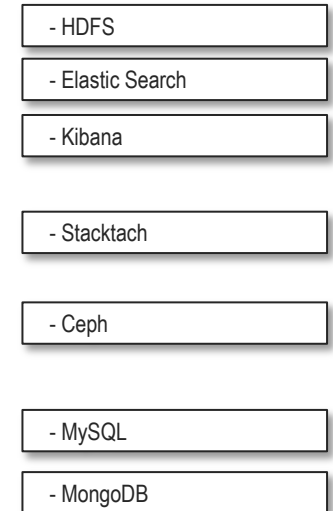 - HDFS
- Elastic Search
- Kibana
- Stacktach
- Ceph
- MySQL
- MongoDB